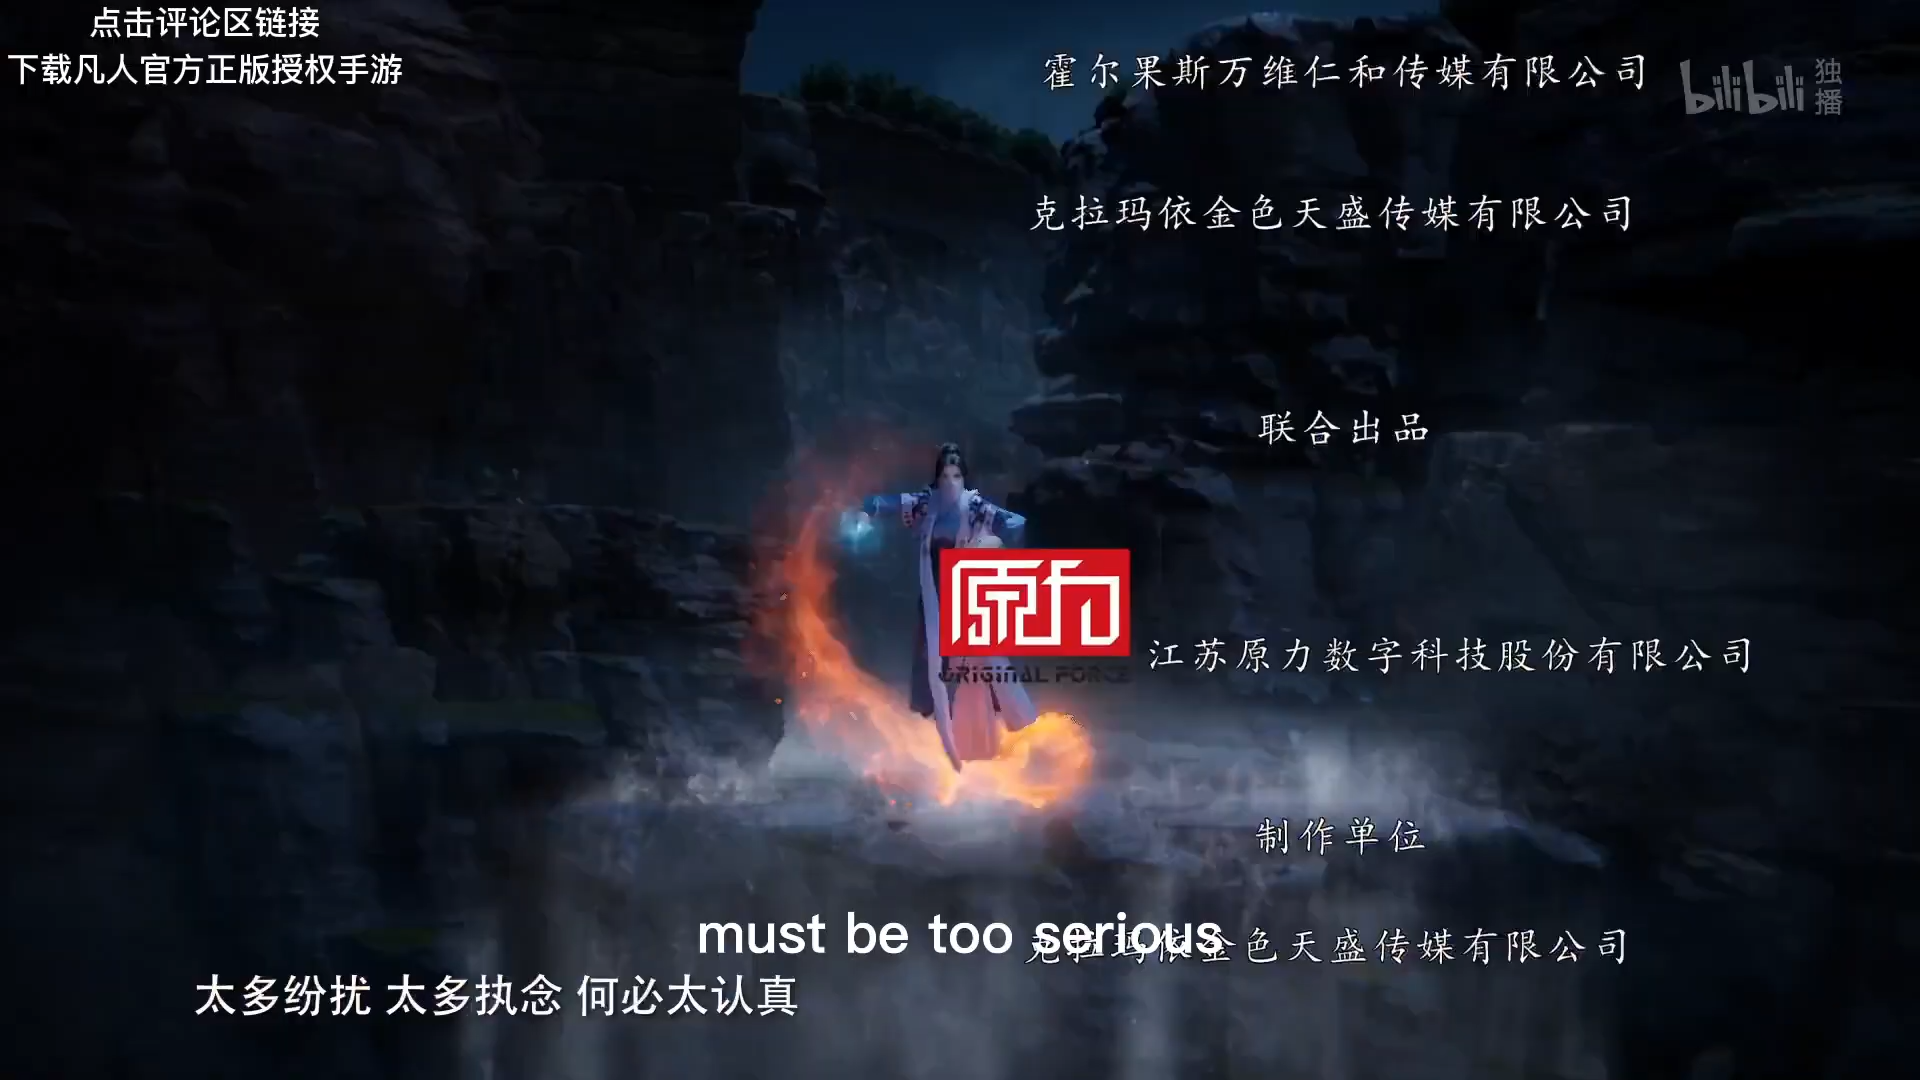 点击评论区链接
下载凡人官方正版授权手游
霍尔果斯万维仁和传媒有限公司
bilibili 独播
克拉玛依金色天盛传媒有限公司
联合出品
原力
ORIGINAL FORCE
江苏原力数字科技股份有限公司
制作单位
must be too serious
克拉玛依金色天盛传媒有限公司
太多纷扰 太多执念 何必太认真